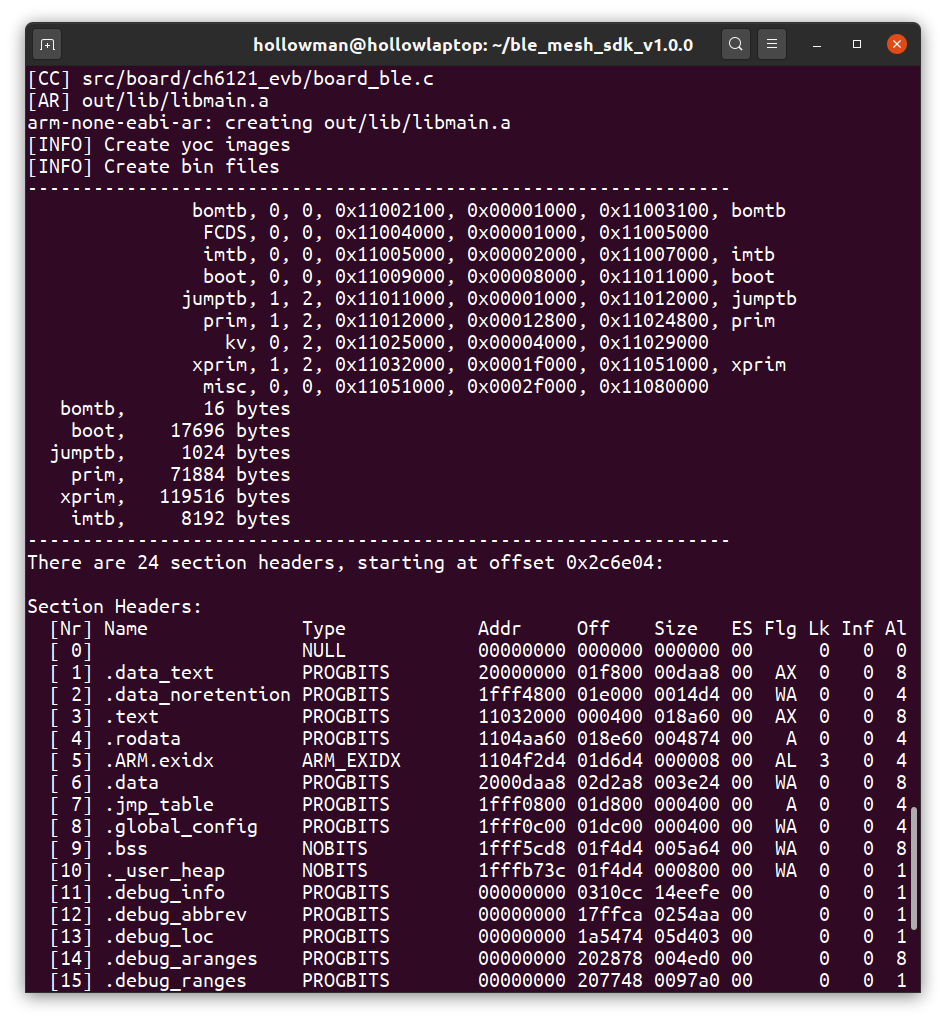 hollowman@hollowlaptop: ~/ble_mesh_sdk_v1.0.0
[CC] src/board/ch6121_evb/board_ble.c
[AR] out/lib/libmain.a
arm-none-eabi-ar: creating out/lib/libmain.a
[INFO] Create yoc images
[INFO] Create bin files
----------------------------------------------------------------
               bomtb, 0, 0, 0x11002100, 0x00001000, 0x11003100, bomtb
                FCDS, 0, 0, 0x11004000, 0x00001000, 0x11005000
                imtb, 0, 0, 0x11005000, 0x00002000, 0x11007000, imtb
                boot, 0, 0, 0x11009000, 0x00008000, 0x11011000, boot
              jumptb, 1, 2, 0x11011000, 0x00001000, 0x11012000, jumptb
                prim, 1, 2, 0x11012000, 0x00012800, 0x11024800, prim
                  kv, 0, 2, 0x11025000, 0x00004000, 0x11029000
               xprim, 1, 2, 0x11032000, 0x0001f000, 0x11051000, xprim
                misc, 0, 0, 0x11051000, 0x0002f000, 0x11080000
   bomtb,       16 bytes
    boot,    17696 bytes
  jumptb,     1024 bytes
    prim,    71884 bytes
   xprim,   119516 bytes
    imtb,     8192 bytes
----------------------------------------------------------------
There are 24 section headers, starting at offset 0x2c6e04:
Section Headers:
  [Nr] Name              Type            Addr     Off    Size   ES Flg Lk Inf Al
  [ 0]                   NULL            00000000 000000 000000 00      0   0  0
  [ 1] .data_text        PROGBITS        20000000 01f800 00daa8 00  AX  0   0  8
  [ 2] .data_noretention PROGBITS        1fff4800 01e000 0014d4 00  WA  0   0  4
  [ 3] .text             PROGBITS        11032000 000400 018a60 00  AX  0   0  8
  [ 4] .rodata           PROGBITS        1104aa60 018e60 004874 00   A  0   0  4
  [ 5] .ARM.exidx        ARM_EXIDX       1104f2d4 01d6d4 000008 00  AL  3   0  4
  [ 6] .data             PROGBITS        2000daa8 02d2a8 003e24 00  WA  0   0  8
  [ 7] .jmp_table        PROGBITS        1fff0800 01d800 000400 00   A  0   0  4
  [ 8] .global_config    PROGBITS        1fff0c00 01dc00 000400 00  WA  0   0  4
  [ 9] .bss              NOBITS          1fff5cd8 01f4d4 005a64 00  WA  0   0  8
  [10] ._user_heap       NOBITS          1fffb73c 01f4d4 000800 00  WA  0   0  1
  [11] .debug_info       PROGBITS        00000000 0310cc 14eefe 00      0   0  1
  [12] .debug_abbrev     PROGBITS        00000000 17ffca 0254aa 00      0   0  1
  [13] .debug_loc        PROGBITS        00000000 1a5474 05d403 00      0   0  1
  [14] .debug_aranges    PROGBITS        00000000 202878 004ed0 00      0   0  8
  [15] .debug_ranges     PROGBITS        00000000 207748 0097a0 00      0   0  1